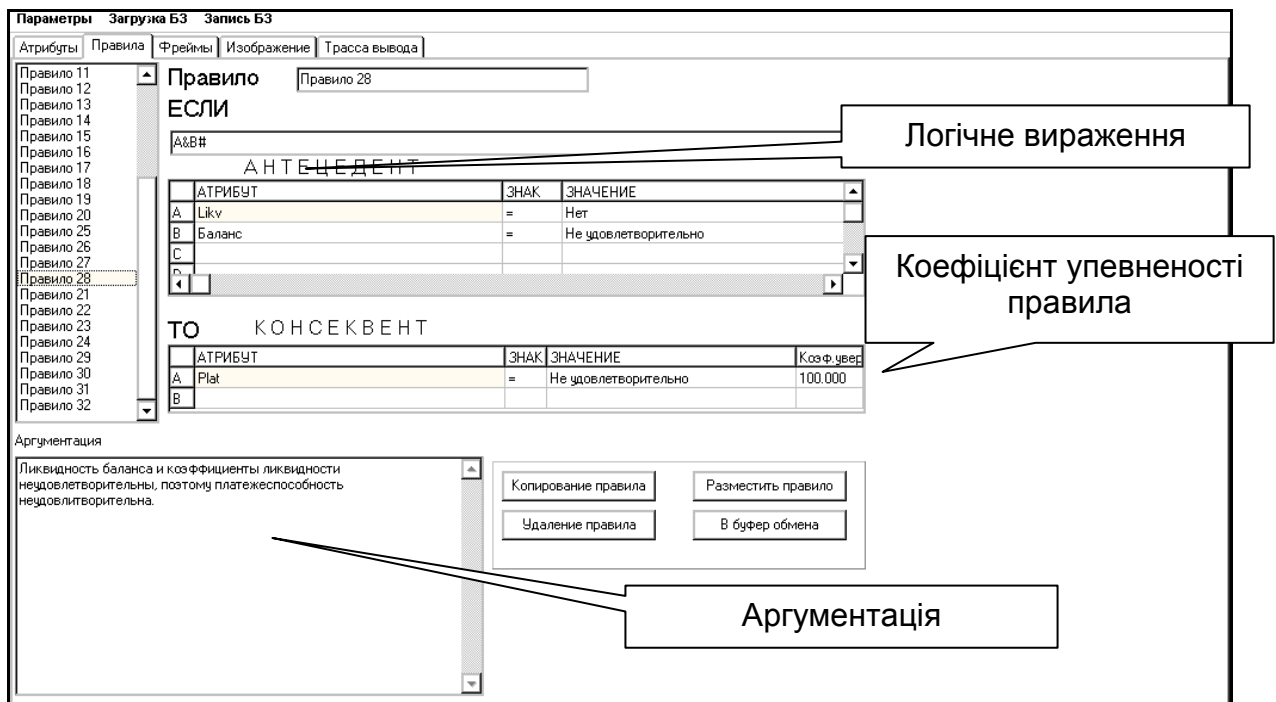 Параметры Загрузка БЗ Запись БЗ
Атрибуты Правила Фреймы Изображение Трасса вывода
Правило 11
Правило 12
Правило 13
Правило 14
Правило 15
Правило 16
Правило 17
Правило 18
Правило 19
Правило 20
Правило 25
Правило 26
Правило 27
Правило 28
Правило 21
Правило 22
Правило 23
Правило 24
Правило 29
Правило 30
Правило 31
Правило 32
Правило Правило 28
ЕСЛИ
A&B#
Логічне вираження
АНТЕЦЕДЕНТ
АТРИБУТ ЗНАК ЗНАЧЕНИЕ
A Likv = Нет
B Баланс = Не удовлетворительно
C
D
Коефіцієнт упевненості
правила
ТО КОНСЕКВЕНТ
АТРИБУТ ЗНАК ЗНАЧЕНИЕ Коэф.увер
A Plat = Не удовлетворительно 100.000
B
Аргументация
Ликвидность баланса и коэффициенты ликвидности
неудовлетворительны, поэтому платежеспособность
неудовлитворительна.
Копирование правила Разместить правило
Удаление правила В буфер обмена
Аргументація